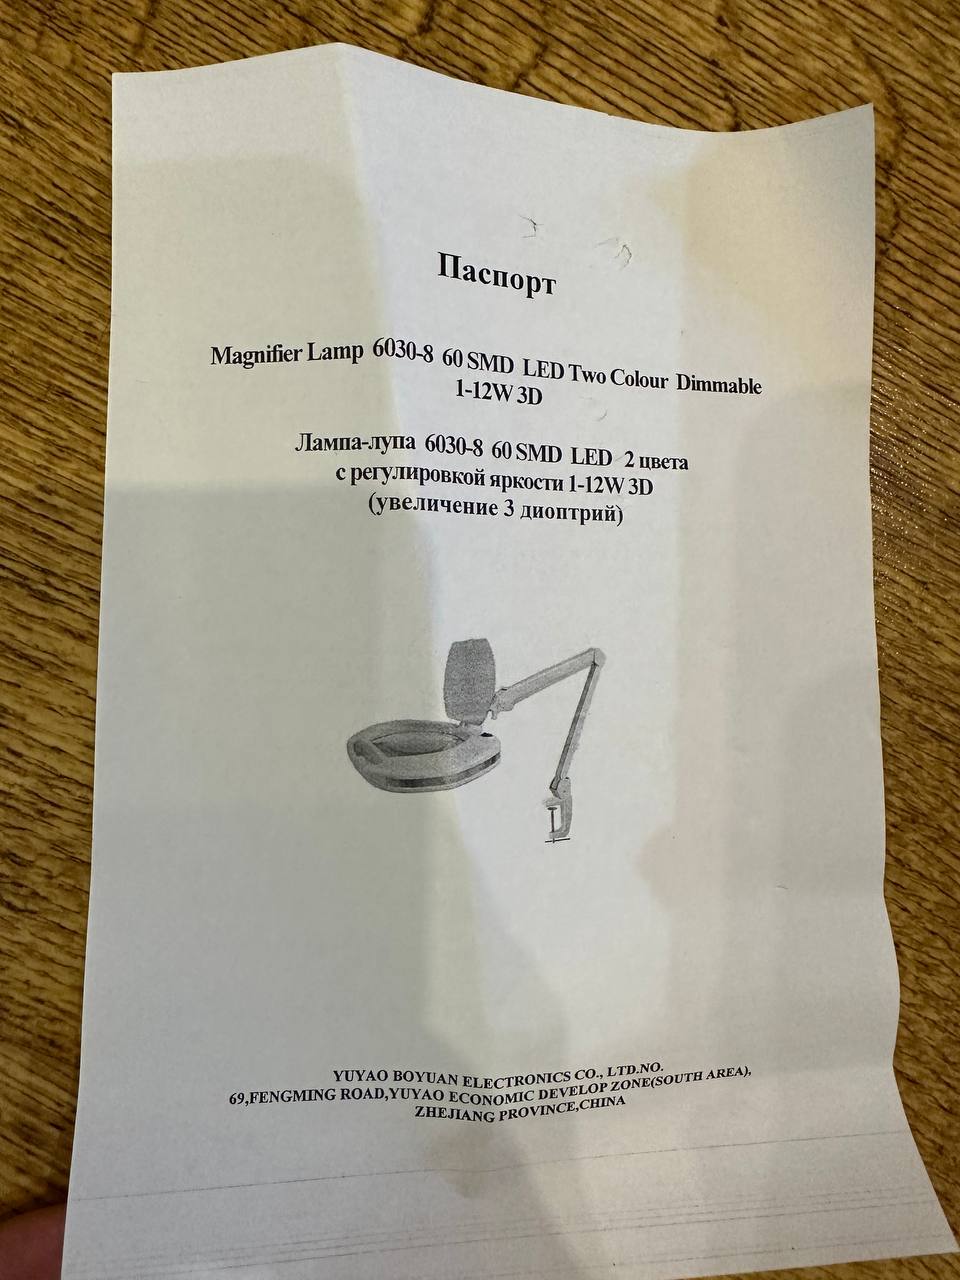 Паспорт
Magnifier Lamp 6030-8 60 SMD LED Two Colour Dimmable
1-12W 3D
Лампа-лупа 6030-8 60 SMD LED 2 цвета
с регулировкой яркости 1-12W 3D
(увеличение 3 диоптрий)
YUYAO BOYUAN ELECTRONICS CO., LTD.NO.
69,FENGMING ROAD,YUYAO ECONOMIC DEVELOP ZONE(SOUTH AREA),
ZHEJIANG PROVINCE,CHINA